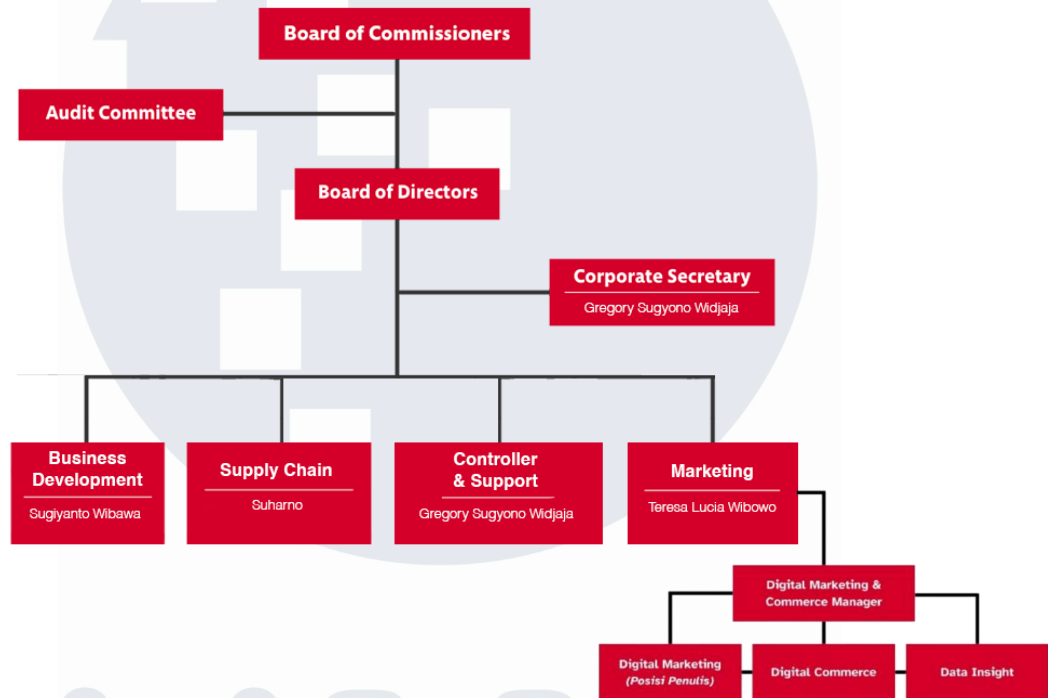 Board of Commissioners
Audit Committee
Board of Directors
Corporate Secretary
Gregory Sugyono Widjaja
Business
Development
Sugiyanto Wibawa
Supply Chain
Suharno
Controller
& Support
Gregory Sugyono Widjaja
Marketing
Teresa Lucia Wibowo
Digital Marketing &
Commerce Manager
Digital Marketing
(Posisi Penulis)
Digital Commerce
Data Insight